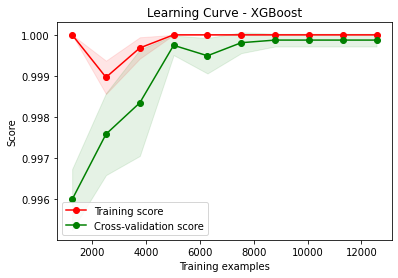 Learning Curve - XGBoost
1.000
0.999
0.998
0.997
0.996
Score
Training score
Cross-validation score
2000 4000 6000 8000 10000 12000
Training examples